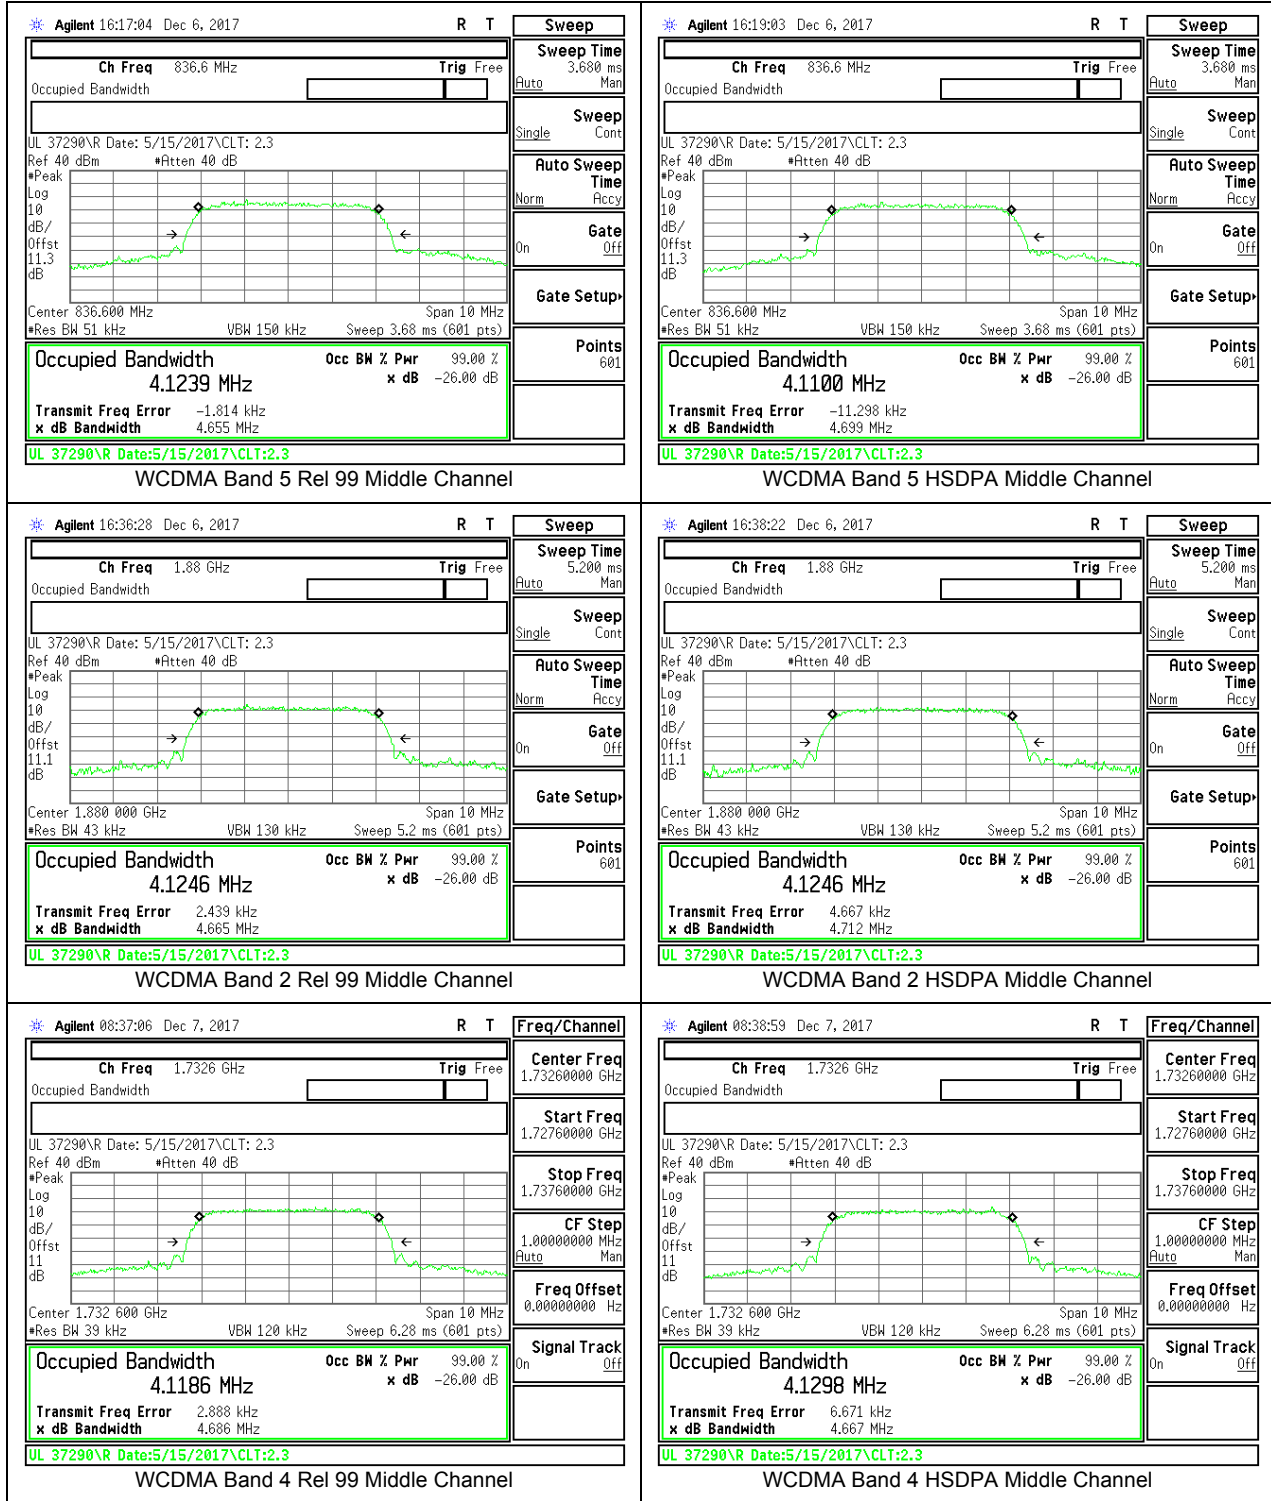 Agilent 16:17:04 Dec 6, 2017 R T Sweep
Ch Freq 836.6 MHz Trig Free
Occupied Bandwidth
UL 37290\R Date: 5/15/2017\CLT: 2.3
Ref 40 dBm #Atten 40 dB
#Peak
Log
10
dB/
Offst
11.3
dB
Center 836.600 MHz Span 10 MHz
#Res BW 51 kHz VBW 150 kHz Sweep 3.68 ms (601 pts)
Occupied Bandwidth Occ BW % Pwr 99.00 %
4.1239 MHz x dB -26.00 dB
Transmit Freq Error -1.814 kHz
x dB Bandwidth 4.655 MHz
UL 37290\R Date:5/15/2017\CLT:2.3
Sweep Time
3.680 ms
Auto Man
Sweep
Single Cont
Auto Sweep
Time
Norm Accy
Gate
On Off
Gate Setup
Points
601
WCDMA Band 5 Rel 99 Middle Channel
Agilent 16:19:03 Dec 6, 2017 R T Sweep
Ch Freq 836.6 MHz Trig Free
Occupied Bandwidth
UL 37290\R Date: 5/15/2017\CLT: 2.3
Ref 40 dBm #Atten 40 dB
#Peak
Log
10
dB/
Offst
11.3
dB
Center 836.600 MHz Span 10 MHz
#Res BW 51 kHz VBW 150 kHz Sweep 3.68 ms (601 pts)
Occupied Bandwidth Occ BW % Pwr 99.00 %
4.1100 MHz x dB -26.00 dB
Transmit Freq Error -11.298 kHz
x dB Bandwidth 4.699 MHz
UL 37290\R Date:5/15/2017\CLT:2.3
Sweep Time
3.680 ms
Auto Man
Sweep
Single Cont
Auto Sweep
Time
Norm Accy
Gate
On Off
Gate Setup
Points
601
WCDMA Band 5 HSDPA Middle Channel
Agilent 16:36:28 Dec 6, 2017 R T Sweep
Ch Freq 1.88 GHz Trig Free
Occupied Bandwidth
UL 37290\R Date: 5/15/2017\CLT: 2.3
Ref 40 dBm #Atten 40 dB
#Peak
Log
10
dB/
Offst
11.1
dB
Center 1.880 000 GHz Span 10 MHz
#Res BW 43 kHz VBW 130 kHz Sweep 5.2 ms (601 pts)
Occupied Bandwidth Occ BW % Pwr 99.00 %
4.1246 MHz x dB -26.00 dB
Transmit Freq Error 2.439 kHz
x dB Bandwidth 4.665 MHz
UL 37290\R Date:5/15/2017\CLT:2.3
Sweep Time
5.200 ms
Auto Man
Sweep
Single Cont
Auto Sweep
Time
Norm Accy
Gate
On Off
Gate Setup
Points
601
WCDMA Band 2 Rel 99 Middle Channel
Agilent 16:38:22 Dec 6, 2017 R T Sweep
Ch Freq 1.88 GHz Trig Free
Occupied Bandwidth
UL 37290\R Date: 5/15/2017\CLT: 2.3
Ref 40 dBm #Atten 40 dB
#Peak
Log
10
dB/
Offst
11.1
dB
Center 1.880 000 GHz Span 10 MHz
#Res BW 43 kHz VBW 130 kHz Sweep 5.2 ms (601 pts)
Occupied Bandwidth Occ BW % Pwr 99.00 %
4.1246 MHz x dB -26.00 dB
Transmit Freq Error 4.667 kHz
x dB Bandwidth 4.712 MHz
UL 37290\R Date:5/15/2017\CLT:2.3
Sweep Time
5.200 ms
Auto Man
Sweep
Single Cont
Auto Sweep
Time
Norm Accy
Gate
On Off
Gate Setup
Points
601
WCDMA Band 2 HSDPA Middle Channel
Agilent 08:37:06 Dec 7, 2017 R T Freq/Channel
Ch Freq 1.7326 GHz Trig Free
Occupied Bandwidth
UL 37290\R Date: 5/15/2017\CLT: 2.3
Ref 40 dBm #Atten 40 dB
#Peak
Log
10
dB/
Offst
11
dB
Center 1.732 600 GHz Span 10 MHz
#Res BW 39 kHz VBW 120 kHz Sweep 6.28 ms (601 pts)
Occupied Bandwidth Occ BW % Pwr 99.00 %
4.1186 MHz x dB -26.00 dB
Transmit Freq Error 2.888 kHz
x dB Bandwidth 4.686 MHz
UL 37290\R Date:5/15/2017\CLT:2.3
Center Freq
1.73260000 GHz
Start Freq
1.72760000 GHz
Stop Freq
1.73760000 GHz
CF Step
1.00000000 MHz
Auto Man
Freq Offset
0.00000000 Hz
Signal Track
On Off
WCDMA Band 4 Rel 99 Middle Channel
Agilent 08:38:59 Dec 7, 2017 R T Freq/Channel
Ch Freq 1.7326 GHz Trig Free
Occupied Bandwidth
UL 37290\R Date: 5/15/2017\CLT: 2.3
Ref 40 dBm #Atten 40 dB
#Peak
Log
10
dB/
Offst
11
dB
Center 1.732 600 GHz Span 10 MHz
#Res BW 39 kHz VBW 120 kHz Sweep 6.28 ms (601 pts)
Occupied Bandwidth Occ BW % Pwr 99.00 %
4.1298 MHz x dB -26.00 dB
Transmit Freq Error 6.671 kHz
x dB Bandwidth 4.667 MHz
UL 37290\R Date:5/15/2017\CLT:2.3
Center Freq
1.73260000 GHz
Start Freq
1.72760000 GHz
Stop Freq
1.73760000 GHz
CF Step
1.00000000 MHz
Auto Man
Freq Offset
0.00000000 Hz
Signal Track
On Off
WCDMA Band 4 HSDPA Middle Channel